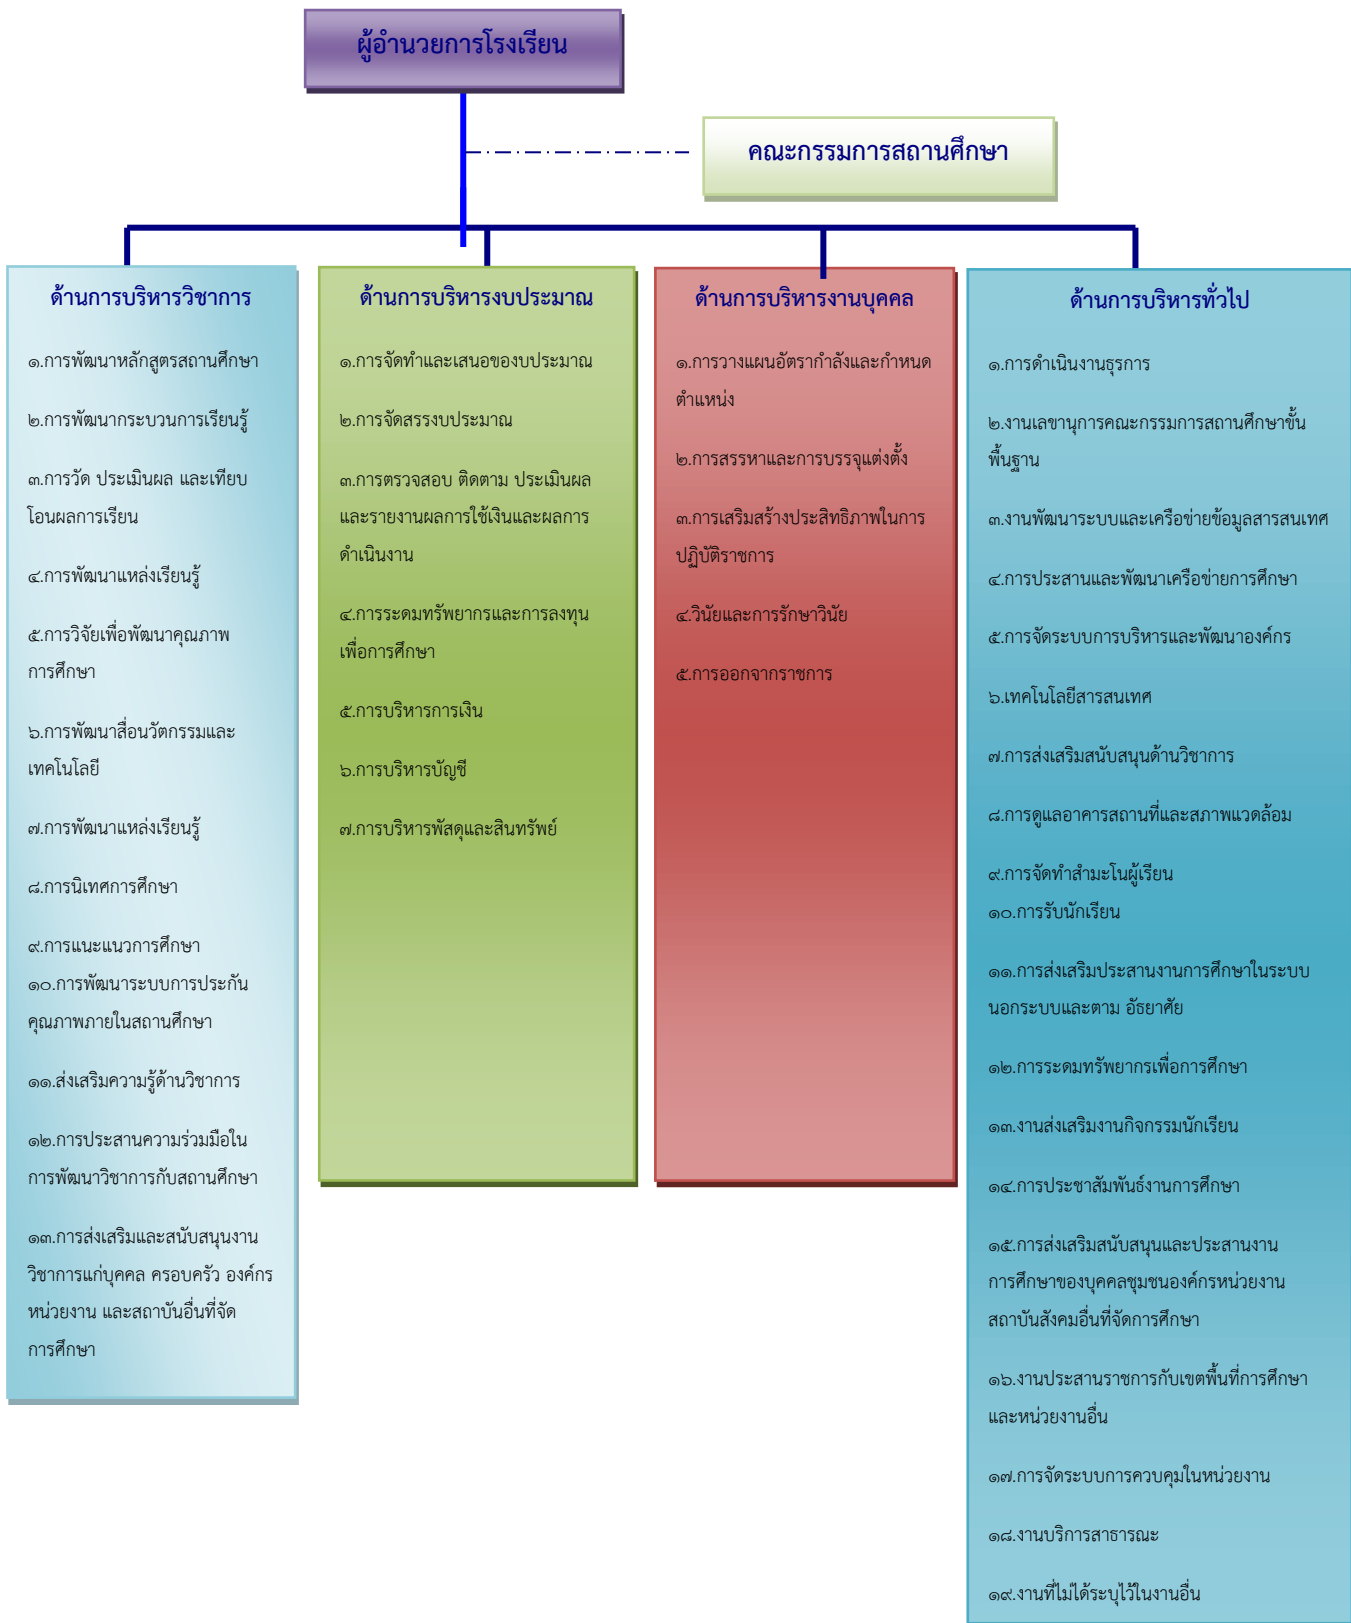 ผู้อำนวยการโรงเรียน
คณะกรรมการสถานศึกษา
ด้านการบริหารวิชาการ
๑.การพัฒนาหลักสูตรสถานศึกษา
๒.การพัฒนากระบวนการเรียนรู้
๓.การวัด ประเมินผล และเทียบ
โอนผลการเรียน
๔.การพัฒนาแหล่งเรียนรู้
๕.การวิจัยเพื่อพัฒนาคุณภาพ
การศึกษา
๖.การพัฒนาสื่อนวัตกรรมและ
เทคโนโลยี
๗.การพัฒนาแหล่งเรียนรู้
๘.การนิเทศการศึกษา
๙.การแนะแนวการศึกษา
๑๐.การพัฒนาระบบการประกัน
คุณภาพภายในสถานศึกษา
๑๑.ส่งเสริมความรู้ด้านวิชาการ
๑๒.การประสานความร่วมมือใน
การพัฒนาวิชาการกับสถานศึกษา
๑๓.การส่งเสริมและสนับสนุนงาน
วิชาการแก่บุคคล ครอบครัว องค์กร
หน่วยงาน และสถาบันอื่นที่จัด
การศึกษา
ด้านการบริหารงบประมาณ
๑.การจัดทำและเสนอของบประมาณ
๒.การจัดสรรงบประมาณ
๓.การตรวจสอบ ติดตาม ประเมินผล
และรายงานผลการใช้เงินและผลการ
ดำเนินงาน
๔.การระดมทรัพยากรและการลงทุน
เพื่อการศึกษา
๕.การบริหารการเงิน
๖.การบริหารบัญชี
๗.การบริหารพัสดุและสินทรัพย์
ด้านการบริหารงานบุคคล
๑.การวางแผนอัตรากำลังและกำหนด
ตำแหน่ง
๒.การสรรหาและการบรรจุแต่งตั้ง
๓.การเสริมสร้างประสิทธิภาพในการ
ปฏิบัติราชการ
๔.วินัยและการรักษาวินัย
๕.การออกจากราชการ
ด้านการบริหารทั่วไป
๑.การดำเนินงานธุรการ
๒.งานเลขานุการคณะกรรมการสถานศึกษาขั้น
พื้นฐาน
๓.งานพัฒนาระบบและเครือข่ายข้อมูลสารสนเทศ
๔.การประสานและพัฒนาเครือข่ายการศึกษา
๕.การจัดระบบการบริหารและพัฒนาองค์กร
๖.เทคโนโลยีสารสนเทศ
๗.การส่งเสริมสนับสนุนด้านวิชาการ
๘.การดูแลอาคารสถานที่และสภาพแวดล้อม
๙.การจัดทำสำมะโนผู้เรียน
๑๐.การรับนักเรียน
๑๑.การส่งเสริมประสานงานการศึกษาในระบบ
นอกระบบและตาม อัธยาศัย
๑๒.การระดมทรัพยากรเพื่อการศึกษา
๑๓.งานส่งเสริมงานกิจกรรมนักเรียน
๑๔.การประชาสัมพันธ์งานการศึกษา
๑๕.การส่งเสริมสนับสนุนและประสานงาน
การศึกษาของบุคคลชุมชนองค์กรหน่วยงาน
สถาบันสังคมอื่นที่จัดการศึกษา
๑๖.งานประสานราชการกับเขตพื้นที่การศึกษา
และหน่วยงานอื่น
๑๗.การจัดระบบการควบคุมในหน่วยงาน
๑๘.งานบริการสาธารณะ
๑๙.งานที่ไม่ได้ระบุไว้ในงานอื่น